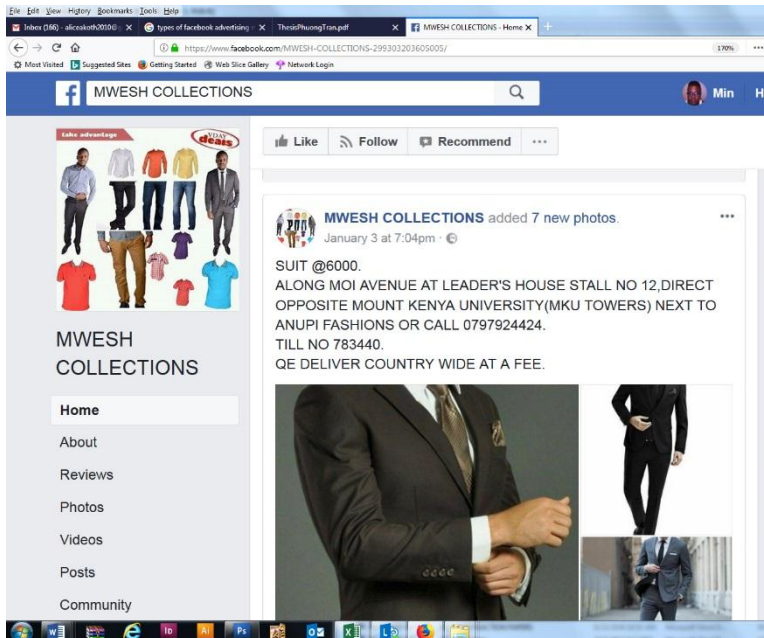 File Edit View History Bookmarks Tools Help
Inbox (166) - aliceakoth2010@
types of facebook advertising
ThesisPhuongTran.pdf
MWESH COLLECTIONS - Home
https://www.facebook.com/MWESH-COLLECTIONS-299303203605005/
170%
Most Visited Suggested Sites Getting Started Web Slice Gallery Network Login
MWESH COLLECTIONS
Min
H
take advantage
VDAY
deals
Like Follow Recommend
MWESH COLLECTIONS
Home
About
Reviews
Photos
Videos
Posts
Community
MWESH COLLECTIONS added 7 new photos.
January 3 at 7:04pm
SUIT @6000.
ALONG MOI AVENUE AT LEADER'S HOUSE STALL NO 12,DIRECT
OPPOSITE MOUNT KENYA UNIVERSITY(MKU TOWERS) NEXT TO
ANUPI FASHIONS OR CALL 0797924424.
TILL NO 783440.
QE DELIVER COUNTRY WIDE AT A FEE.